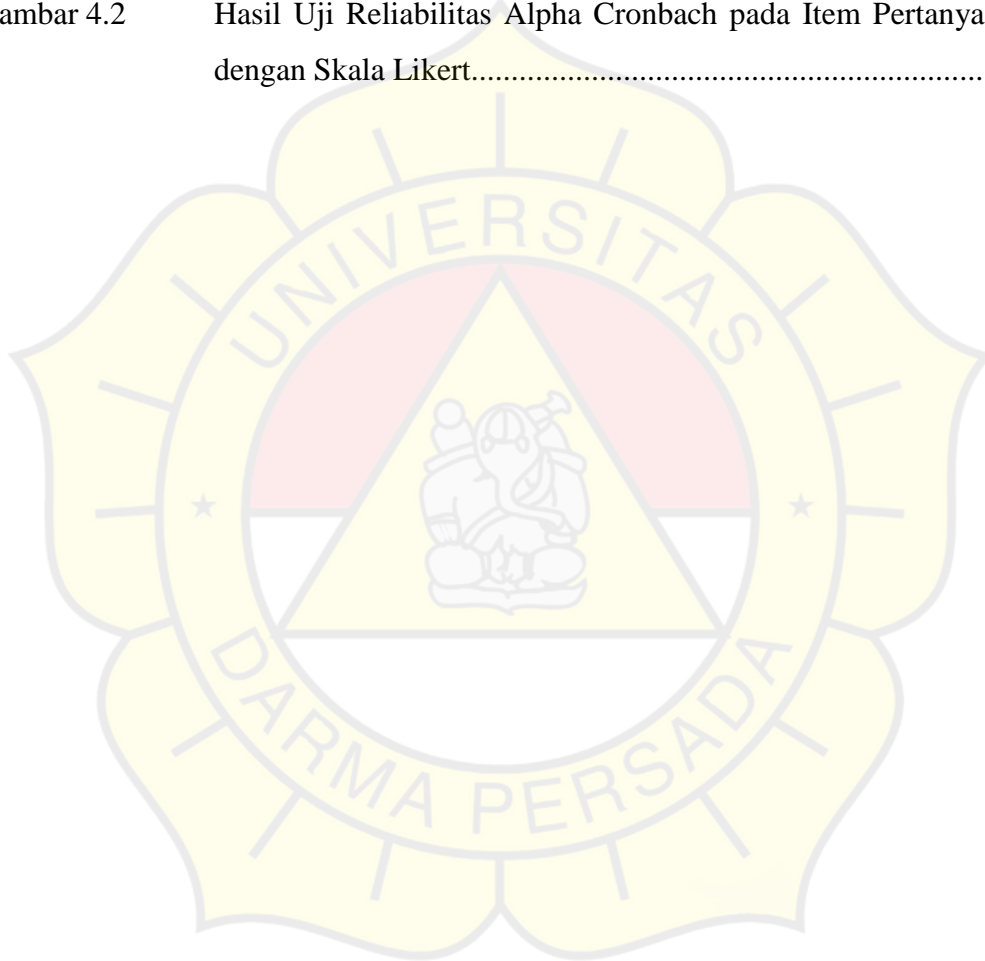 ambar 4.2 Hasil Uji Reliabilitas Alpha Cronbach pada Item Pertanya
dengan Skala Likert............................................................
UNIVERSITAS
DARMA PERSADA